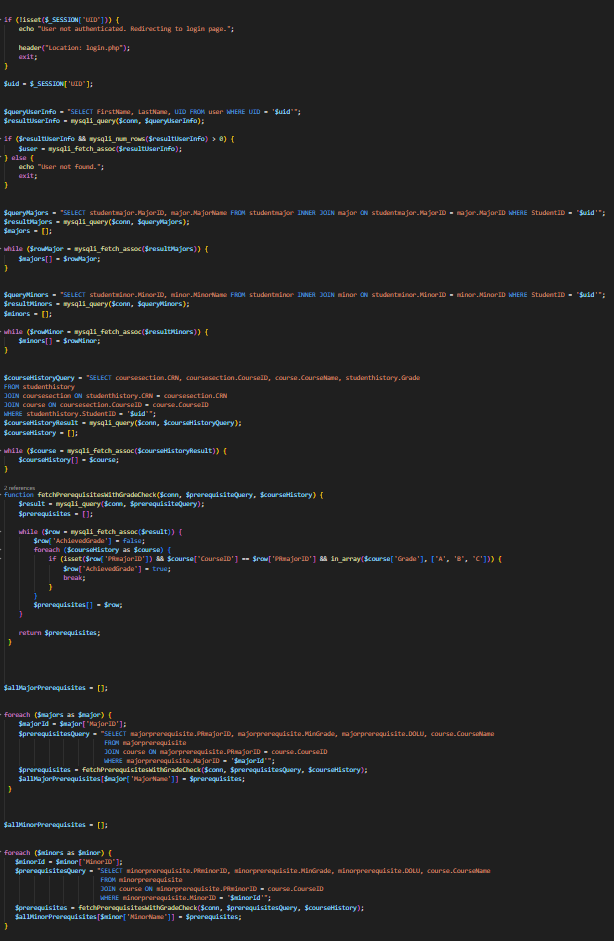 if (!isset($_SESSION['UID'])) {
echo "User not authenticated. Redirecting to login page.";
header("Location: login.php");
exit;
}
$uid = $_SESSION['UID'];
$queryUserInfo = "SELECT FirstName, LastName, UID FROM user WHERE UID = '$uid'";
$resultUserInfo = mysqli_query($conn, $queryUserInfo);
if ($resultUserInfo && mysqli_num_rows($resultUserInfo) > 0) {
$user = mysqli_fetch_assoc($resultUserInfo);
} else {
echo "User not found.";
exit;
}
$queryMajors = "SELECT studentmajor.MajorID, major.MajorName FROM studentmajor INNER JOIN major ON studentmajor.MajorID = major.MajorID WHERE StudentID = '$uid'";
$resultMajors = mysqli_query($conn, $queryMajors);
$majors = [];
while ($rowMajor = mysqli_fetch_assoc($resultMajors)) {
$majors[] = $rowMajor;
}
$queryMinors = "SELECT studentminor.MinorID, minor.MinorName FROM studentminor INNER JOIN minor ON studentminor.MinorID = minor.MinorID WHERE StudentID = '$uid'";
$resultMinors = mysqli_query($conn, $queryMinors);
$minors = [];
while ($rowMinor = mysqli_fetch_assoc($resultMinors)) {
$minors[] = $rowMinor;
}
$courseHistoryQuery = "SELECT coursesection.CRN, coursesection.CourseID, course.CourseName, studenthistory.Grade
FROM studenthistory
JOIN coursesection ON studenthistory.CRN = coursesection.CRN
JOIN course ON coursesection.CourseID = course.CourseID
WHERE studenthistory.StudentID = '$uid'";
$courseHistoryResult = mysqli_query($conn, $courseHistoryQuery);
$courseHistory = [];
while ($course = mysqli_fetch_assoc($courseHistoryResult)) {
$courseHistory[] = $course;
}
2 references
function fetchPrerequisitesWithGradeCheck($conn, $prerequisiteQuery, $courseHistory) {
$result = mysqli_query($conn, $prerequisiteQuery);
$prerequisites = [];
while ($row = mysqli_fetch_assoc($result)) {
$row['AchievedGrade'] = false;
foreach ($courseHistory as $course) {
if (isset($row['PRmajorID']) && $course['CourseID'] == $row['PRmajorID'] && in_array($course['Grade'], ['A', 'B', 'C'])) {
$row['AchievedGrade'] = true;
break;
}
}
$prerequisites[] = $row;
}
return $prerequisites;
}
$allMajorPrerequisites = [];
foreach ($majors as $major) {
$majorId = $major['MajorID'];
$prerequisitesQuery = "SELECT majorprerequisite.PRmajorID, majorprerequisite.MinGrade, majorprerequisite.DOLU, course.CourseName
FROM majorprerequisite
JOIN course ON majorprerequisite.PRmajorID = course.CourseID
WHERE majorprerequisite.MajorID = '$majorId'";
$prerequisites = fetchPrerequisitesWithGradeCheck($conn, $prerequisitesQuery, $courseHistory);
$allMajorPrerequisites[$major['MajorName']] = $prerequisites;
}
$allMinorPrerequisites = [];
foreach ($minors as $minor) {
$minorId = $minor['MinorID'];
$prerequisitesQuery = "SELECT minorprerequisite.PRminorID, minorprerequisite.MinGrade, minorprerequisite.DOLU, course.CourseName
FROM minorprerequisite
JOIN course ON minorprerequisite.PRminorID = course.CourseID
WHERE minorprerequisite.MinorID = '$minorId'";
$prerequisites = fetchPrerequisitesWithGradeCheck($conn, $prerequisitesQuery, $courseHistory);
$allMinorPrerequisites[$minor['MinorName']] = $prerequisites;
}